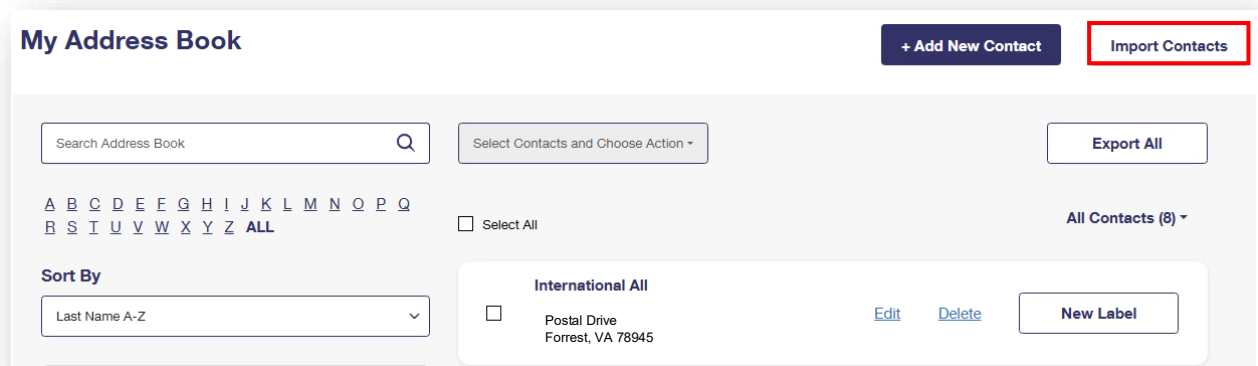 My Address Book
+ Add New Contact
Import Contacts
Search Address Book
Select Contacts and Choose Action
Export All
A B C D E F G H I J K L M N O P Q
R S T U V W X Y Z ALL
Select All
All Contacts (8)
Sort By
Last Name A-Z
International All
Postal Drive
Forrest, VA 78945
Edit
Delete
New Label